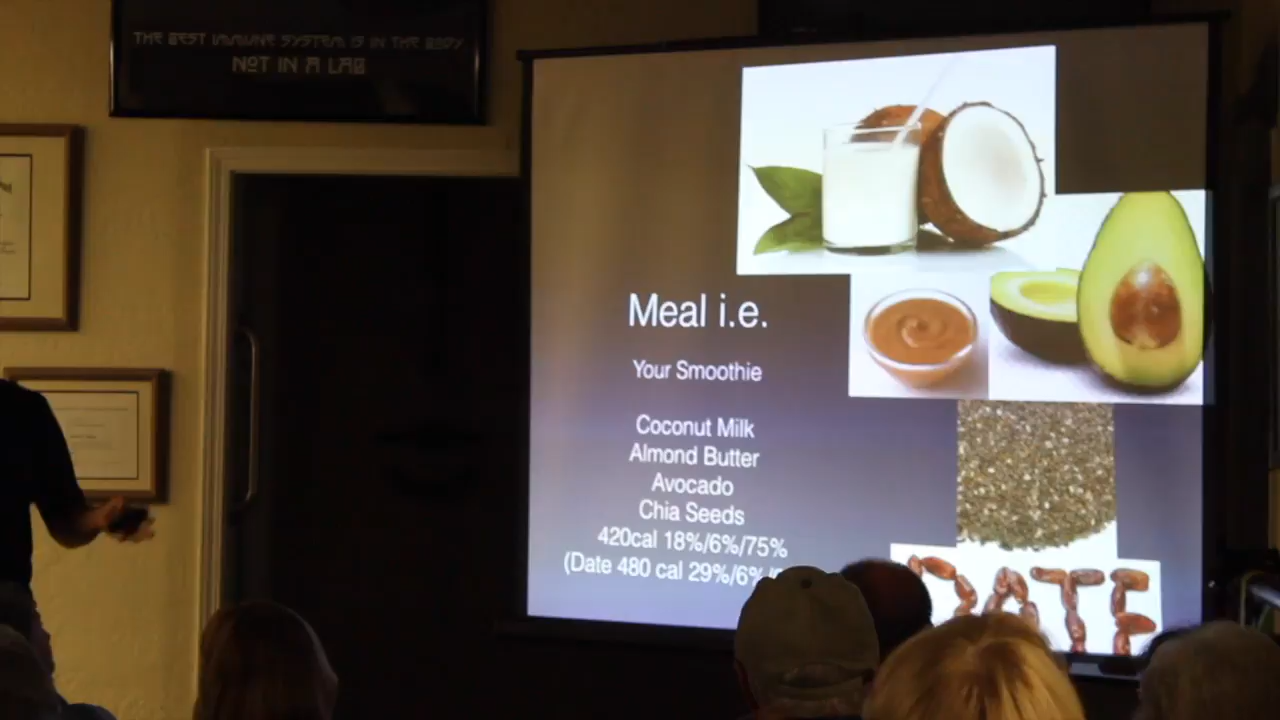 THE BEST IMMUNE SYSTEM IS IN THE BODY
NOT IN A LAB
Meal i.e.
Your Smoothie
Coconut Milk
Almond Butter
Avocado
Chia Seeds
420cal 18%/6%/75%
(Date 480 cal 29%/6%/
DATE